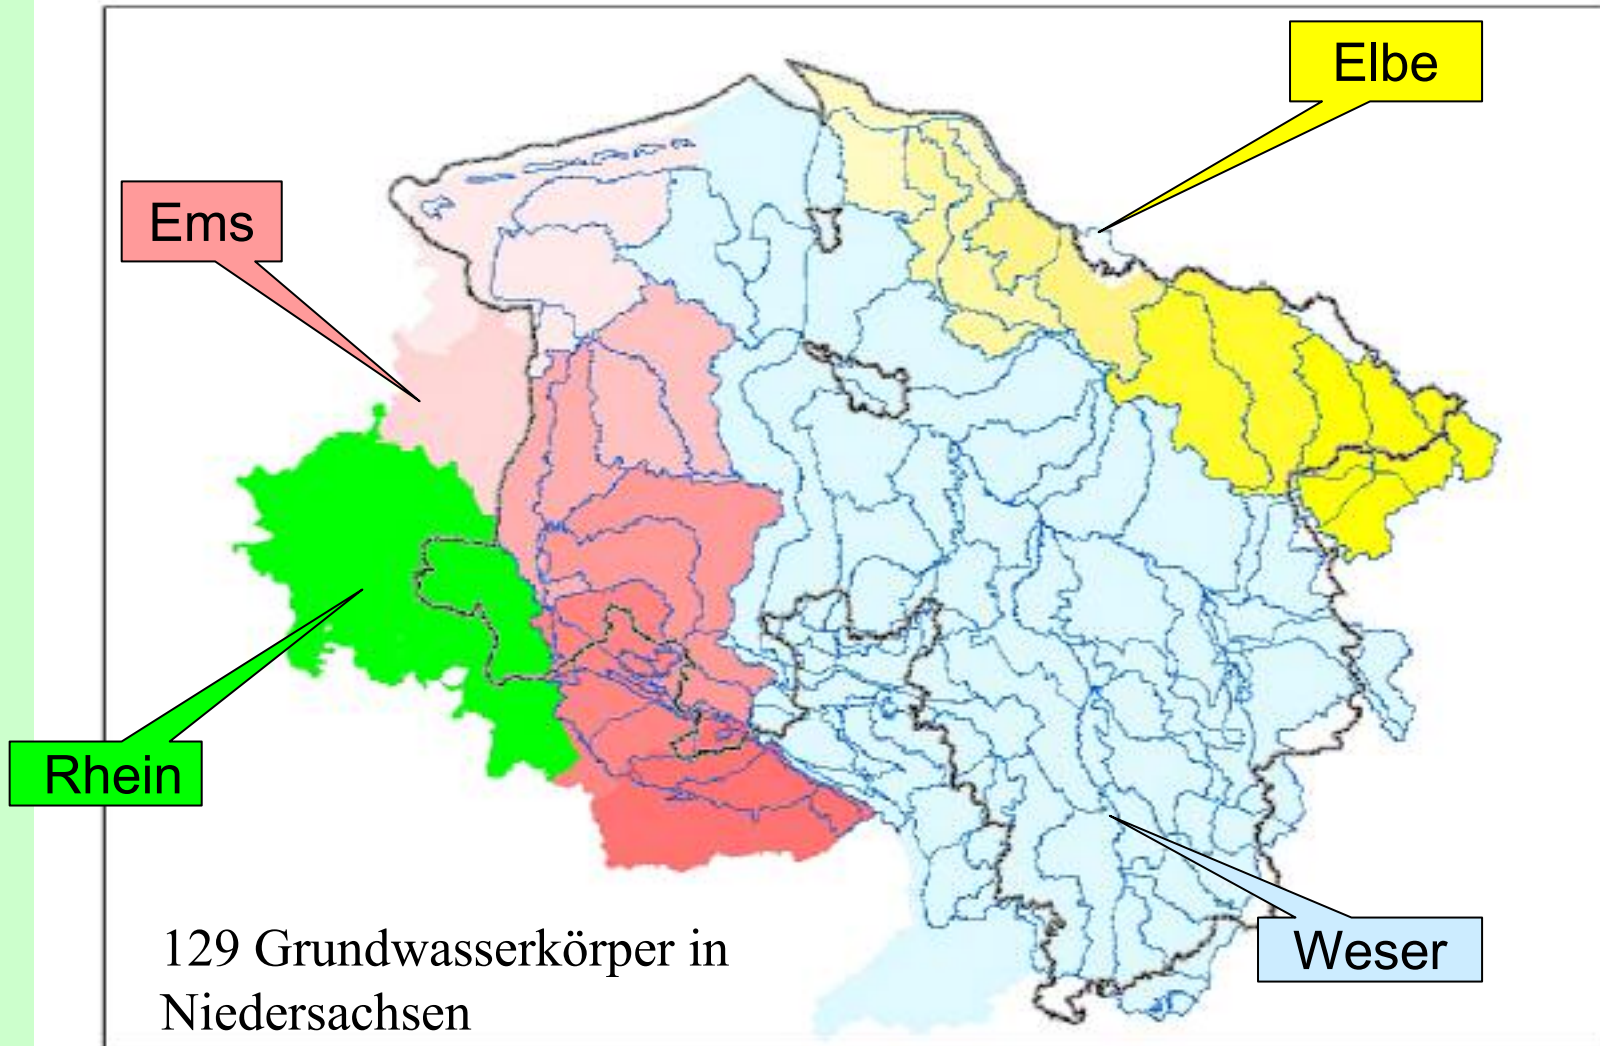 Elbe
Ems
Rhein
Weser
129 Grundwasserkörper in
Niedersachsen